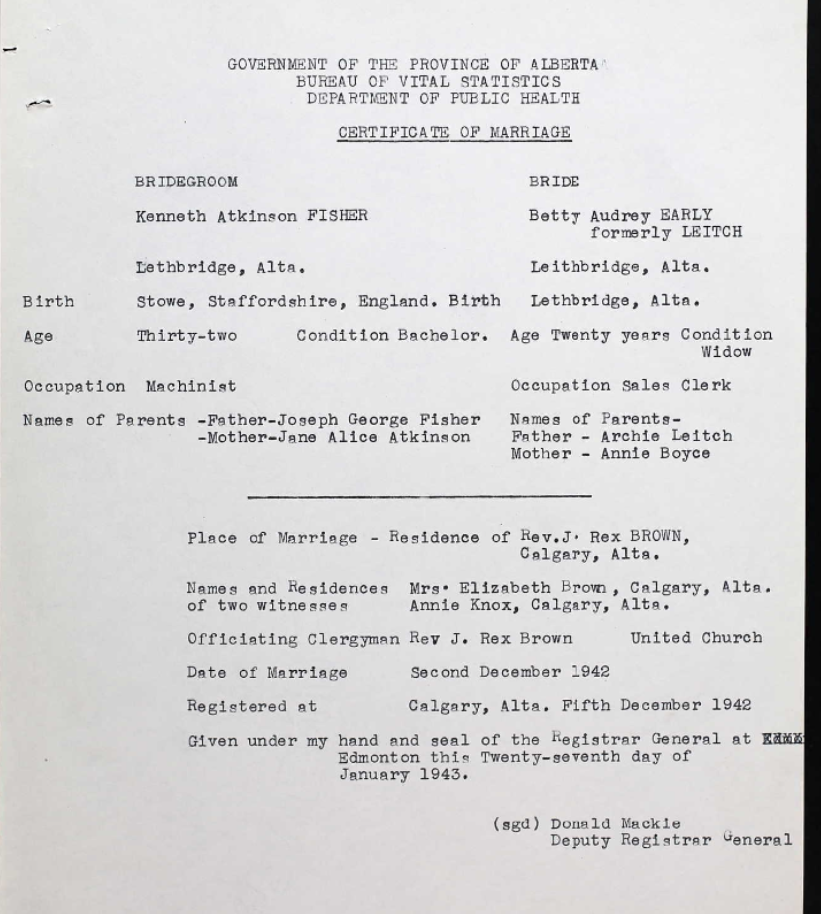 GOVERNMENT OF THE PROVINCE OF ALBERTA
BUREAU OF VITAL STATISTICS
DEPARTMENT OF PUBLIC HEALTH
CERTIFICATE OF MARRIAGE
BRIDEGROOM BRIDE
Kenneth Atkinson FISHER Betty Audrey EARLY
formerly LEITCH
Lethbridge, Alta. Leithbridge, Alta.
Birth Stowe, Staffordshire, England. Birth Lethbridge, Alta.
Age Thirty-two Condition Bachelor. Age Twenty years Condition
Widow
Occupation Machinist Occupation Sales Clerk
Names of Parents -Father-Joseph George Fisher Names of Parents-
-Mother-Jane Alice Atkinson Father - Archie Leitch
Mother - Annie Boyce
Place of Marriage - Residence of Rev.J. Rex BROWN,
Calgary, Alta.
Names and Residences Mrs. Elizabeth Brown, Calgary, Alta.
of two witnesses Annie Knox, Calgary, Alta.
Officiating Clergyman Rev J. Rex Brown United Church
Date of Marriage Second December 1942
Registered at Calgary, Alta. Fifth December 1942
Given under my hand and seal of the Registrar General at
Edmonton this Twenty-seventh day of
January 1943.
(sgd) Donald Mackie
Deputy Registrar General